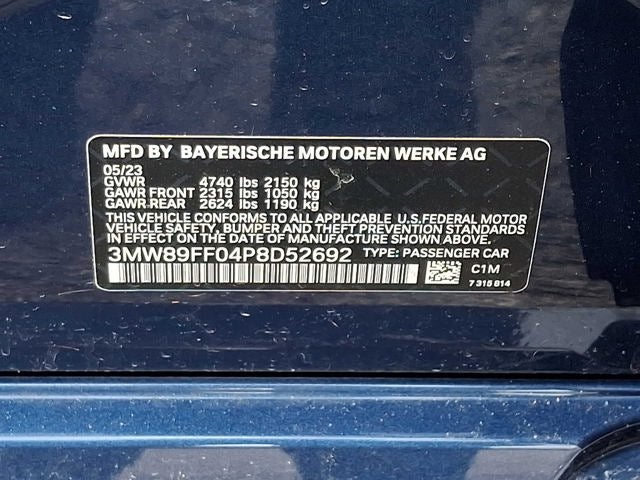 MFD BY BAYERISCHE MOTOREN WERKE AG
05/23
GVWR 4740 lbs 2150 kg
GAWR FRONT 2315 lbs 1050 kg
GAWR.REAR 2624 lbs 1190 kg
THIS VEHICLE CONFORMS TO ALL APPLICABLE U.S.FEDERAL MOTOR
VEHICLE SAFETY, BUMPER AND THEFT PREVENTION STANDARDS IN
EFFECT ON THE DATE OF MANUFACTURE SHOWN ABOVE.
3MW89FF04P8D52692 TYPE: PASSENGER CAR
C1M
7 315 814